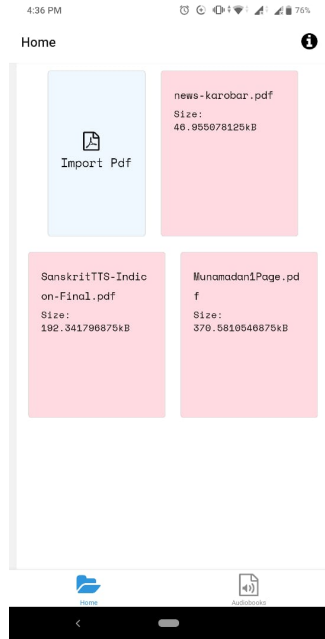 4:36 PM
76%
Home
Import Pdf
news-karobar.pdf
Size:
46.955078125kB
SanskritTTS-Indic
on-Final.pdf
Size:
192.341796875kB
Munamadan1Page.pd
f
Size:
370.5810546875kB
Home
Audiobooks